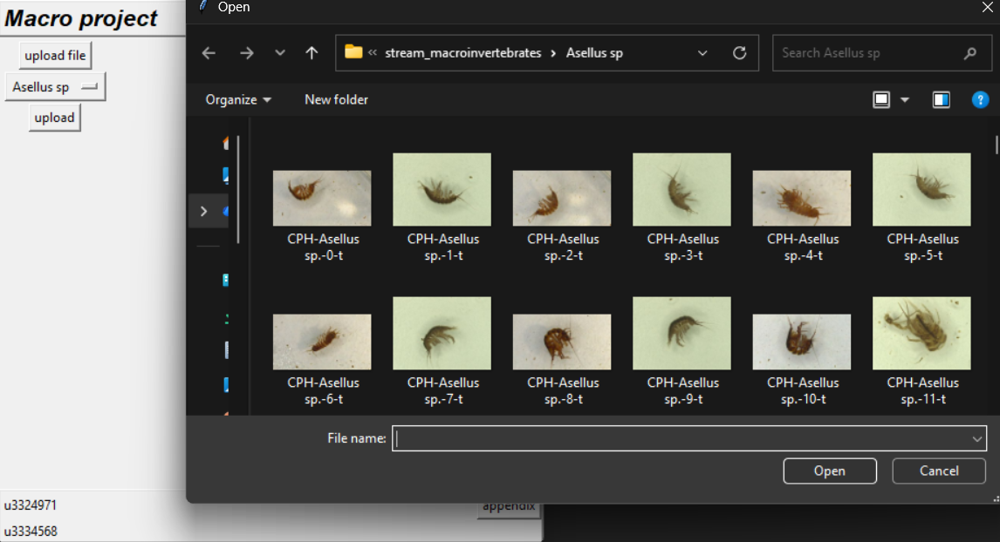 Macro project
upload file
Asellus sp
upload
Open
« stream_macroinvertebrates › Asellus sp
Search Asellus sp
Organize
New folder
?
CPH-Asellus sp.-0-t
CPH-Asellus sp.-1-t
CPH-Asellus sp.-2-t
CPH-Asellus sp.-3-t
CPH-Asellus sp.-4-t
CPH-Asellus sp.-5-t
CPH-Asellus sp.-6-t
CPH-Asellus sp.-7-t
CPH-Asellus sp.-8-t
CPH-Asellus sp.-9-t
CPH-Asellus sp.-10-t
CPH-Asellus sp.-11-t
File name:
Open
Cancel
u3324971
appendix
u3334568